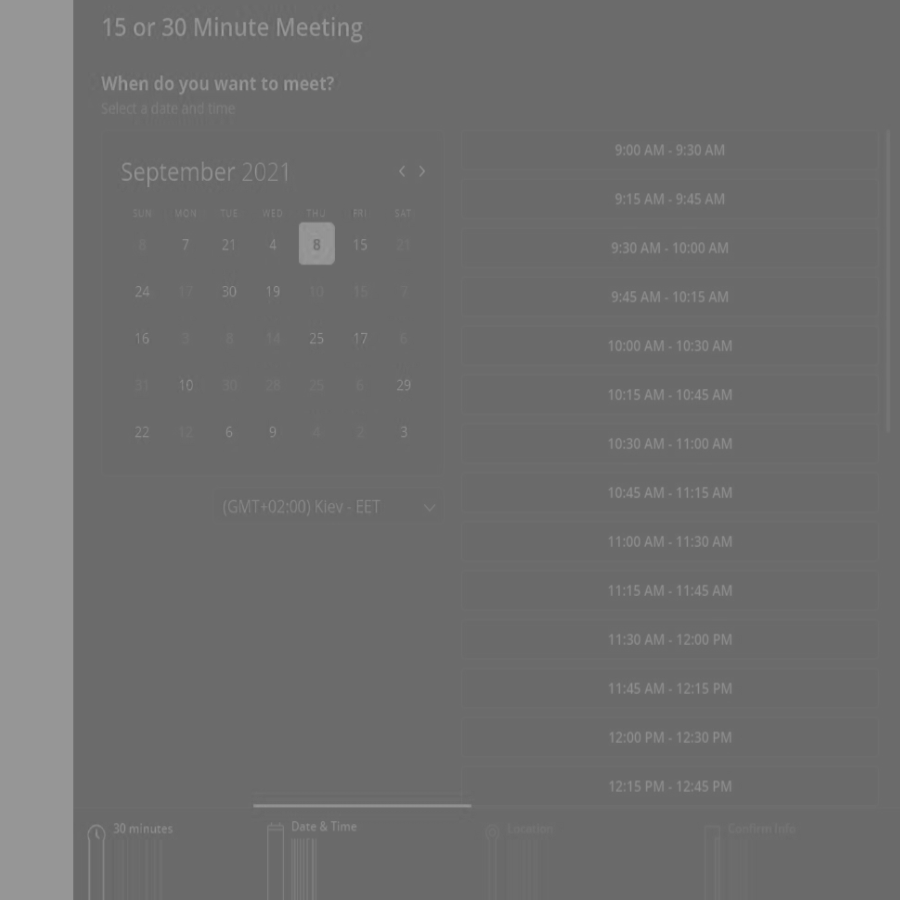 15 or 30 Minute Meeting
When do you want to meet?
Select a date and time
September 2021
SUN MON TUE WED THU FRI SAT
8 7 21 4 8 15
24 17 30 19 10 15 7
16 25 17 6
31 10 30 28 25 6 29
22 12 6 9 4 2 3
(GMT+02:00) Kiev - EET
9:00 AM - 9:30 AM
9:15 AM - 9:45 AM
9:30 AM - 10:00 AM
9:45 AM - 10:15 AM
10:00 AM - 10:30 AM
10:15 AM - 10:45 AM
10:30 AM - 11:00 AM
10:45 AM - 11:15 AM
11:00 AM - 11:30 AM
11:15 AM - 11:45 AM
11:30 AM - 12:00 PM
11:45 AM - 12:15 PM
12:00 PM - 12:30 PM
12:15 PM - 12:45 PM
30 minutes
Date & Time
Location
Confirm Info